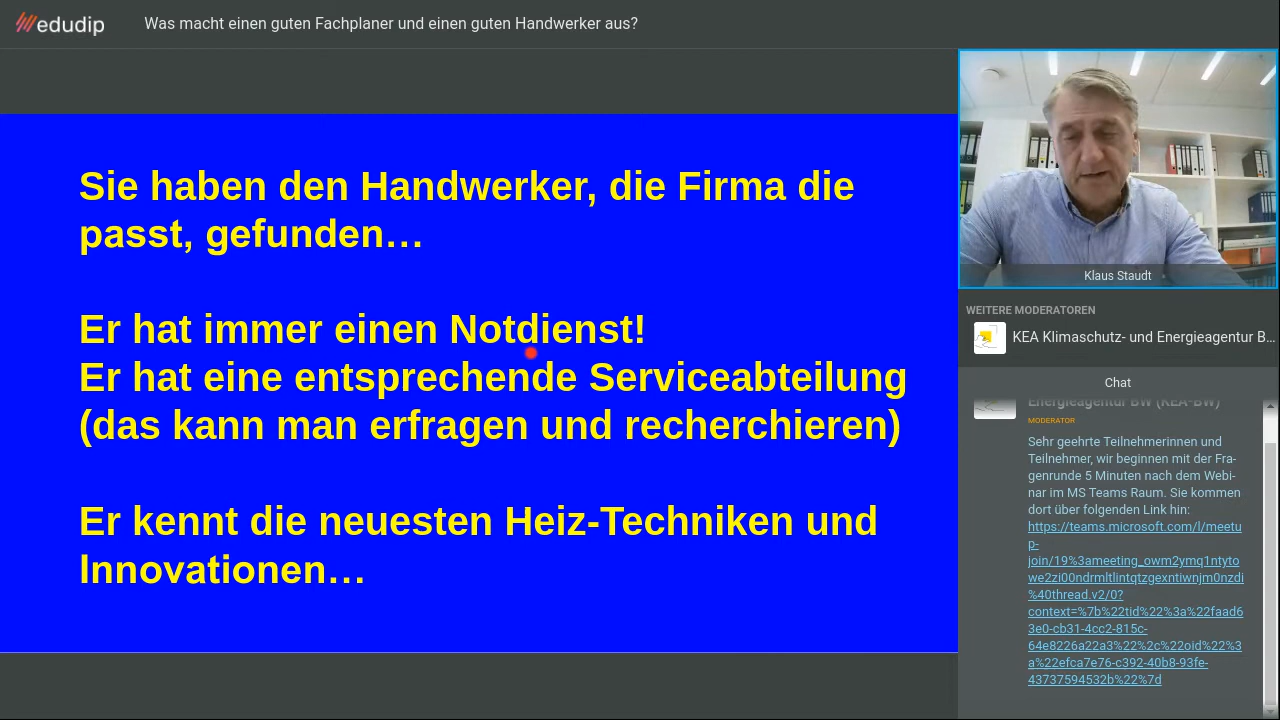 edudip
Was macht einen guten Fachplaner und einen guten Handwerker aus?
Sie haben den Handwerker, die Firma die
passt, gefunden…
Er hat immer einen Notdienst!
Er hat eine entsprechende Serviceabteilung
(das kann man erfragen und recherchieren)
Er kennt die neuesten Heiz-Techniken und
Innovationen…
Klaus Staudt
WEITERE MODERATOREN
KEA Klimaschutz- und Energieagentur B...
Chat
Energieagentur BW (KEA-BW)
MODERATOR
Sehr geehrte Teilnehmerinnen und
Teilnehmer, wir beginnen mit der Fra-
genrunde 5 Minuten nach dem Webi-
nar im MS Teams Raum. Sie kommen
dort über folgenden Link hin:
https://teams.microsoft.com/l/meetu
p-
join/19%3ameeting_owm2ymq1ntyto
we2zi00ndrmltlintqtzgexntiwnjm0nzdi
%40thread.v2/0?
context=%7b%22tid%22%3a%22faad6
3e0-cb31-4cc2-815c-
64e8226a22a3%22%2c%22oid%22%3
a%22efca7e76-c392-40b8-93fe-
43737594532b%22%7d